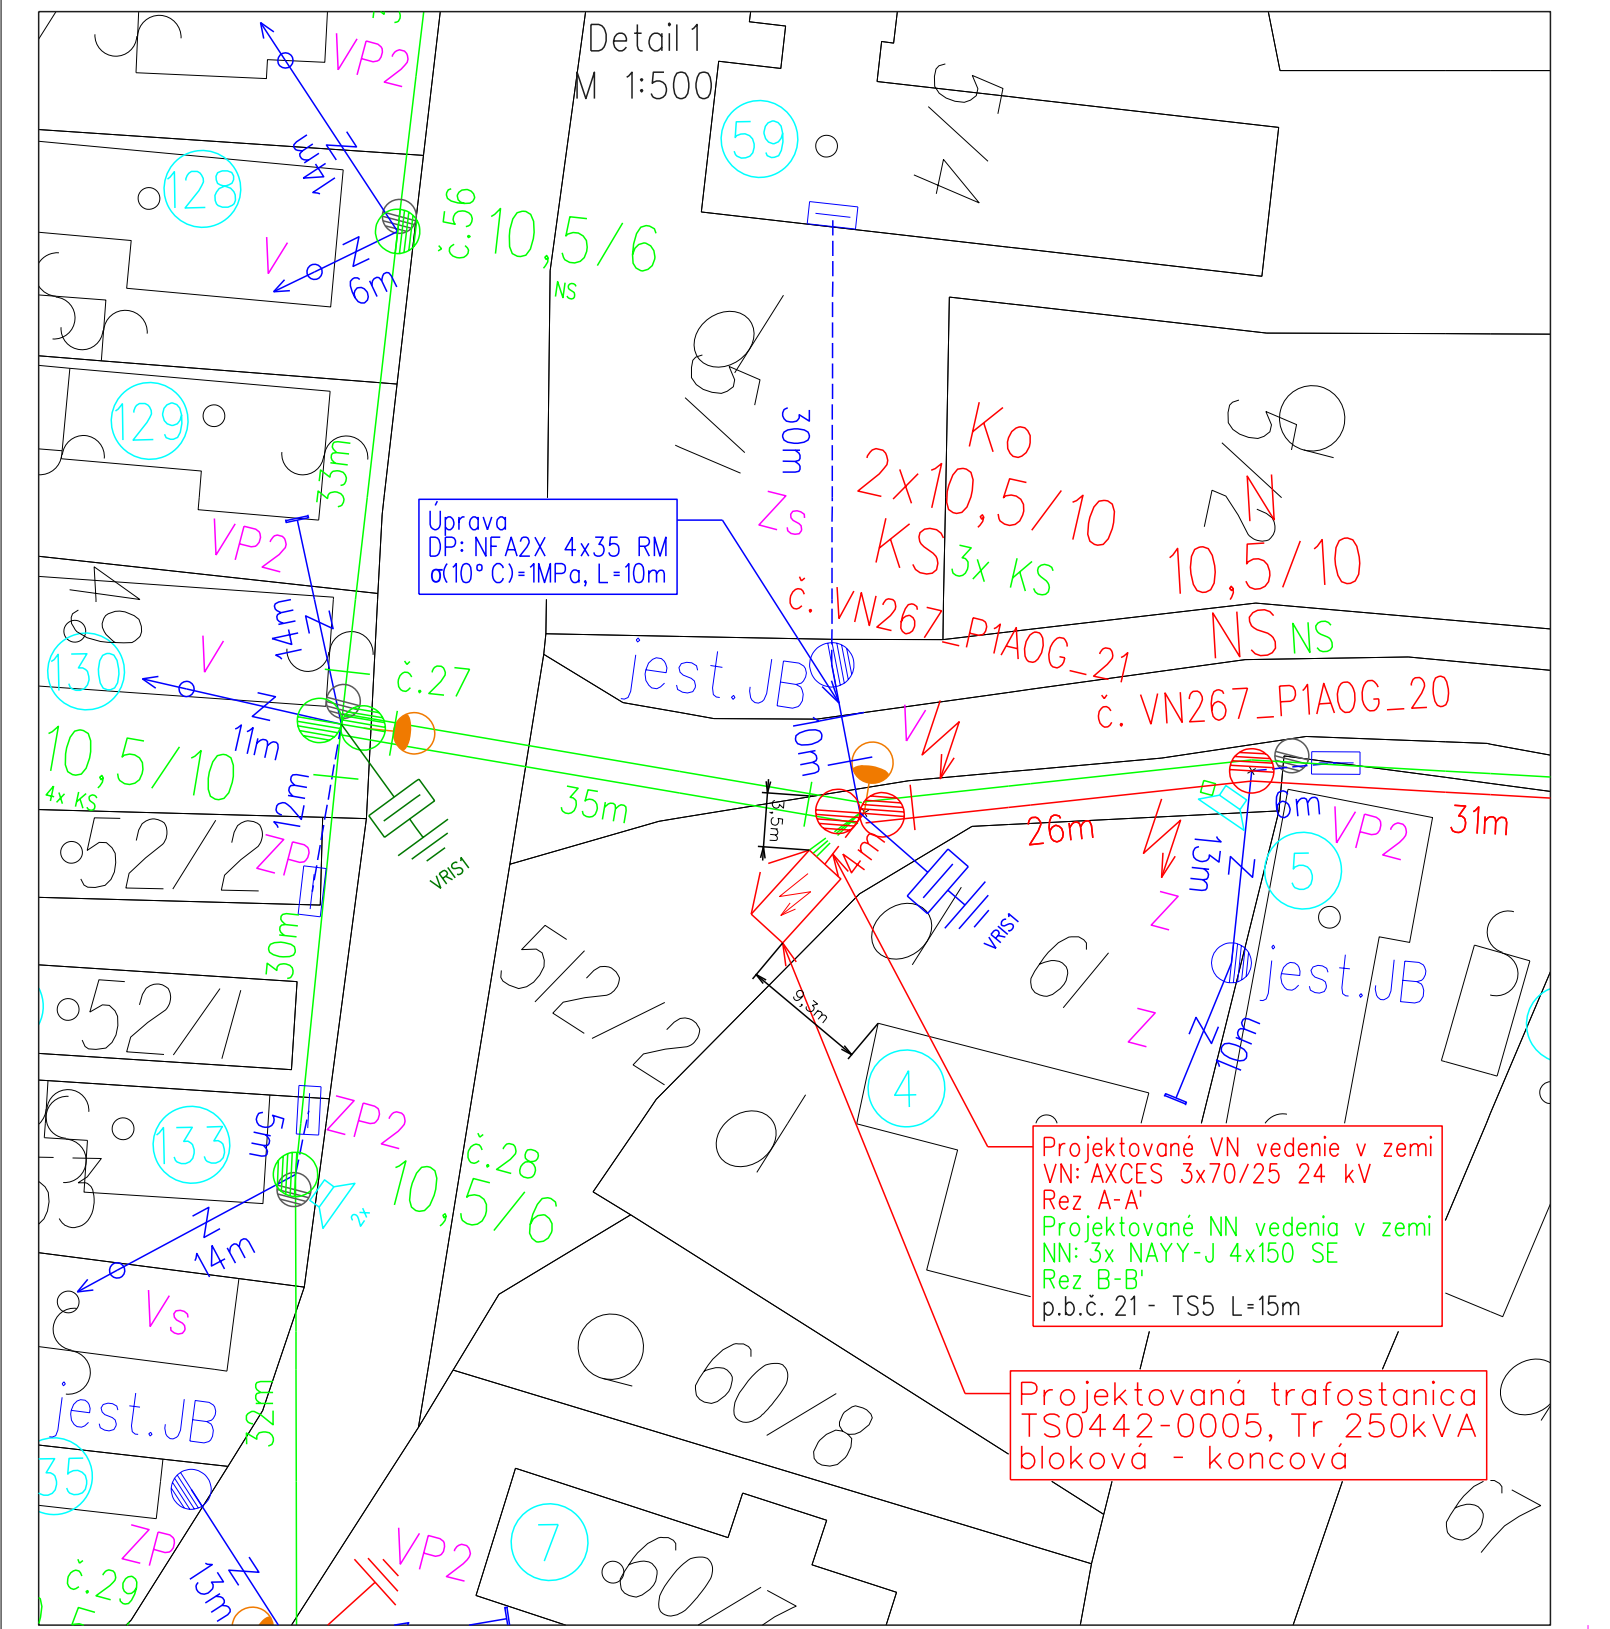 Detail 1
M 1:500
VP2
14m
128
V
6m
č.56
10,5/6
NS
59
5/4
129
33m
VP2
30m
Zs
Ko
2x10,5/10
KS
3x KS
č. VN267_P1AOG_21
N
10,5/10
NS
NS
č. VN267_P1AOG_20
Úprava
DP: NFA2X 4x35 RM
σ(10°C)=1MPa, L=10m
14m
130
V
11m
č.27
10,5/10
4x KS
12m
ZP
35m
VRIS1
jest.JB
V
10m
3,5m
4m
26m
6m
VP2
31m
13m
5
Z
jest.JB
Z
10m
VRIS1
61
9,3m
52/2
30m
52/1
512/2
133
5m
ZP2
č.28
10,5/6
2x
14m
Vs
4
Projektované VN vedenie v zemi
VN: AXCES 3x70/25 24 kV
Rez A-A'
Projektované NN vedenia v zemi
NN: 3x NAYY-J 4x150 SE
Rez B-B'
p.b.č. 21 - TS5 L=15m
Projektovaná trafostanica
TS0442-0005, Tr 250kVA
bloková - koncová
jest.JB
32m
35
60/8
ZP
č.29
13m
VP2
7
60/7
67